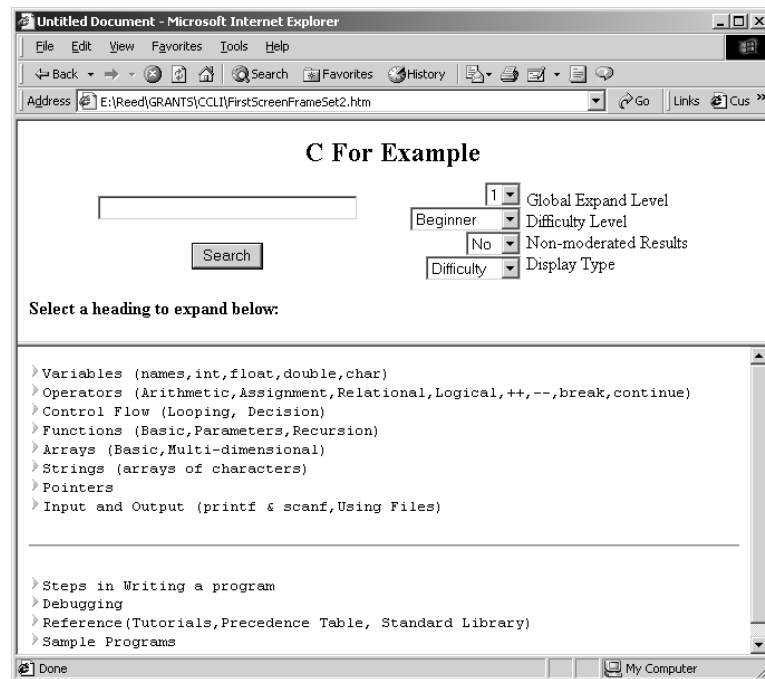 Untitled Document - Microsoft Internet Explorer
File Edit View Favorites Tools Help
Back Search Favorites History
Address E:\Reed\GRANTS\CCLI\FirstScreenFrameSet2.htm Go Links Cus »
C For Example
1 Global Expand Level
Beginner Difficulty Level
No Non-moderated Results
Search
Difficulty Display Type
Select a heading to expand below:
Variables (names,int,float,double,char)
Operators (Arithmetic,Assignment,Relational,Logical,++,--,break,continue)
Control Flow (Looping, Decision)
Functions (Basic,Parameters,Recursion)
Arrays (Basic,Multi-dimensional)
Strings (arrays of characters)
Pointers
Input and Output (printf & scanf,Using Files)
Steps in Writing a program
Debugging
Reference(Tutorials,Precedence Table, Standard Library)
Sample Programs
Done My Computer